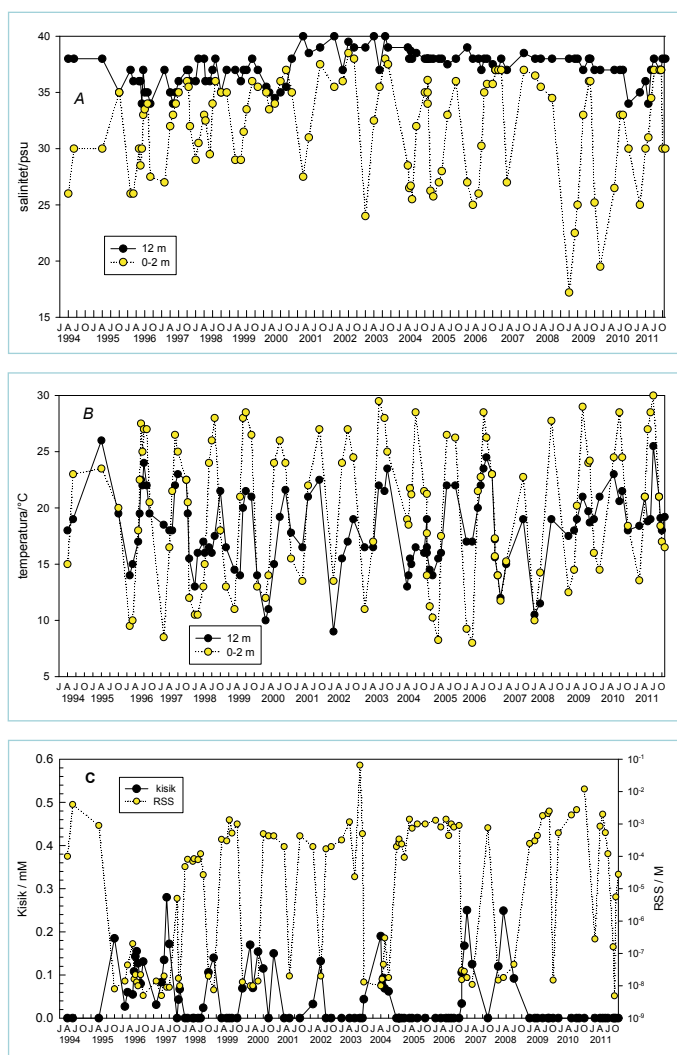 A
salinitet/psu
40
35
30
25
20
15
12 m
0-2 m
J A J O J A J O J A J O J A J O J A J O J A J O J A J O J A J O J A J O J A J O J A J O J A J O J A J O J A J O J A J O J A J O J A J O J A J O
1994 1995 1996 1997 1998 1999 2000 2001 2002 2003 2004 2005 2006 2007 2008 2009 2010 2011
B
temperatura/°C
30
25
20
15
10
5
12 m
0-2 m
J A J O J A J O J A J O J A J O J A J O J A J O J A J O J A J O J A J O J A J O J A J O J A J O J A J O J A J O J A J O J A J O J A J O J A J O
1994 1995 1996 1997 1998 1999 2000 2001 2002 2003 2004 2005 2006 2007 2008 2009 2010 2011
C
kisik
RSS
Kisik / mM
0.6
0.5
0.4
0.3
0.2
0.1
0.0
RSS / M
10⁻¹
10⁻²
10⁻³
10⁻⁴
10⁻⁵
10⁻⁶
10⁻⁷
10⁻⁸
10⁻⁹
J A J O J A J O J A J O J A J O J A J O J A J O J A J O J A J O J A J O J A J O J A J O J A J O J A J O J A J O J A J O J A J O J A J O J A J O
1994 1995 1996 1997 1998 1999 2000 2001 2002 2003 2004 2005 2006 2007 2008 2009 2010 2011